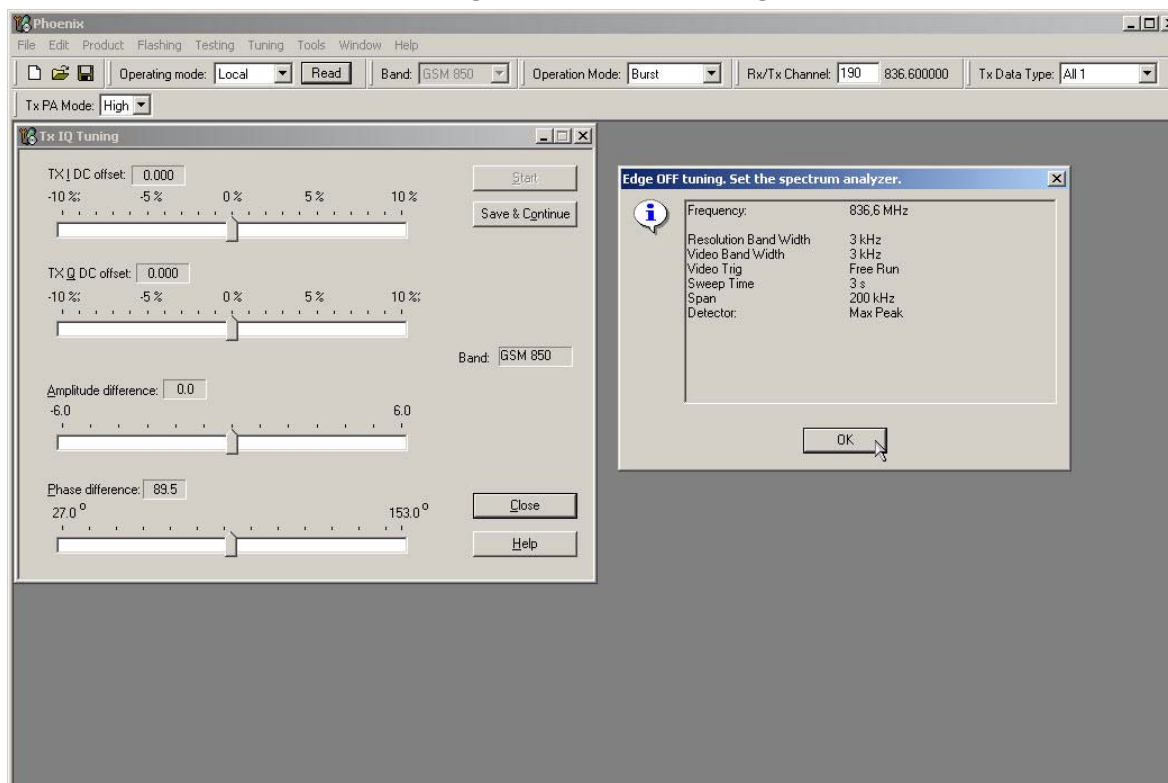 Phoenix
File Edit Product Flashing Testing Tuning Tools Window Help
Operating mode: Local Read Band: GSM 850 Operation Mode: Burst Rx/Tx Channel: 190 836.600000 Tx Data Type: All 1
Tx PA Mode: High
Tx IQ Tuning
TX I DC offset: 0.000
-10 %: -5 % 0 % 5 % 10 %
Start
Save & Continue
TX Q DC offset: 0.000
-10 %: -5 % 0 % 5 % 10 %:
Band: GSM 850
Amplitude difference: 0.0
-6.0 6.0
Phase difference: 89.5
27.0 o 153.0 o
Close
Help
Edge OFF tuning. Set the spectrum analyzer.
Frequency: 836,6 MHz
Resolution Band Width 3 kHz
Video Band Width 3 kHz
Video Trig Free Run
Sweep Time 3 s
Span 200 kHz
Detector: Max Peak
OK